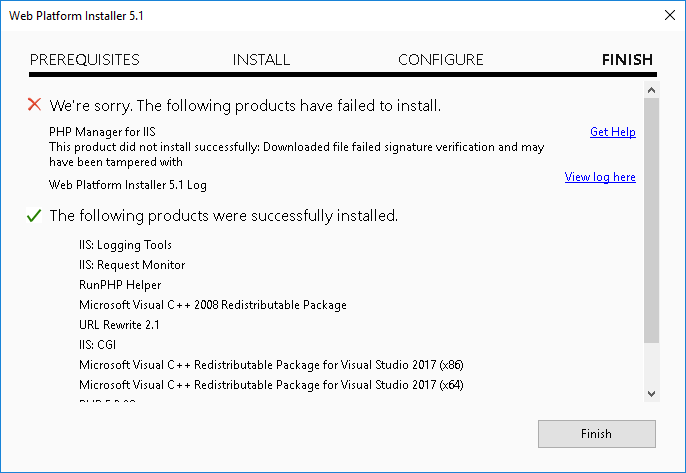 Web Platform Installer 5.1
PREREQUISITES INSTALL CONFIGURE FINISH
We're sorry. The following products have failed to install.
PHP Manager for IIS Get Help
This product did not install successfully: Downloaded file failed signature verification and may
have been tampered with
Web Platform Installer 5.1 Log View log here
The following products were successfully installed.
IIS: Logging Tools
IIS: Request Monitor
RunPHP Helper
Microsoft Visual C++ 2008 Redistributable Package
URL Rewrite 2.1
IIS: CGI
Microsoft Visual C++ Redistributable Package for Visual Studio 2017 (x86)
Microsoft Visual C++ Redistributable Package for Visual Studio 2017 (x64)
Finish